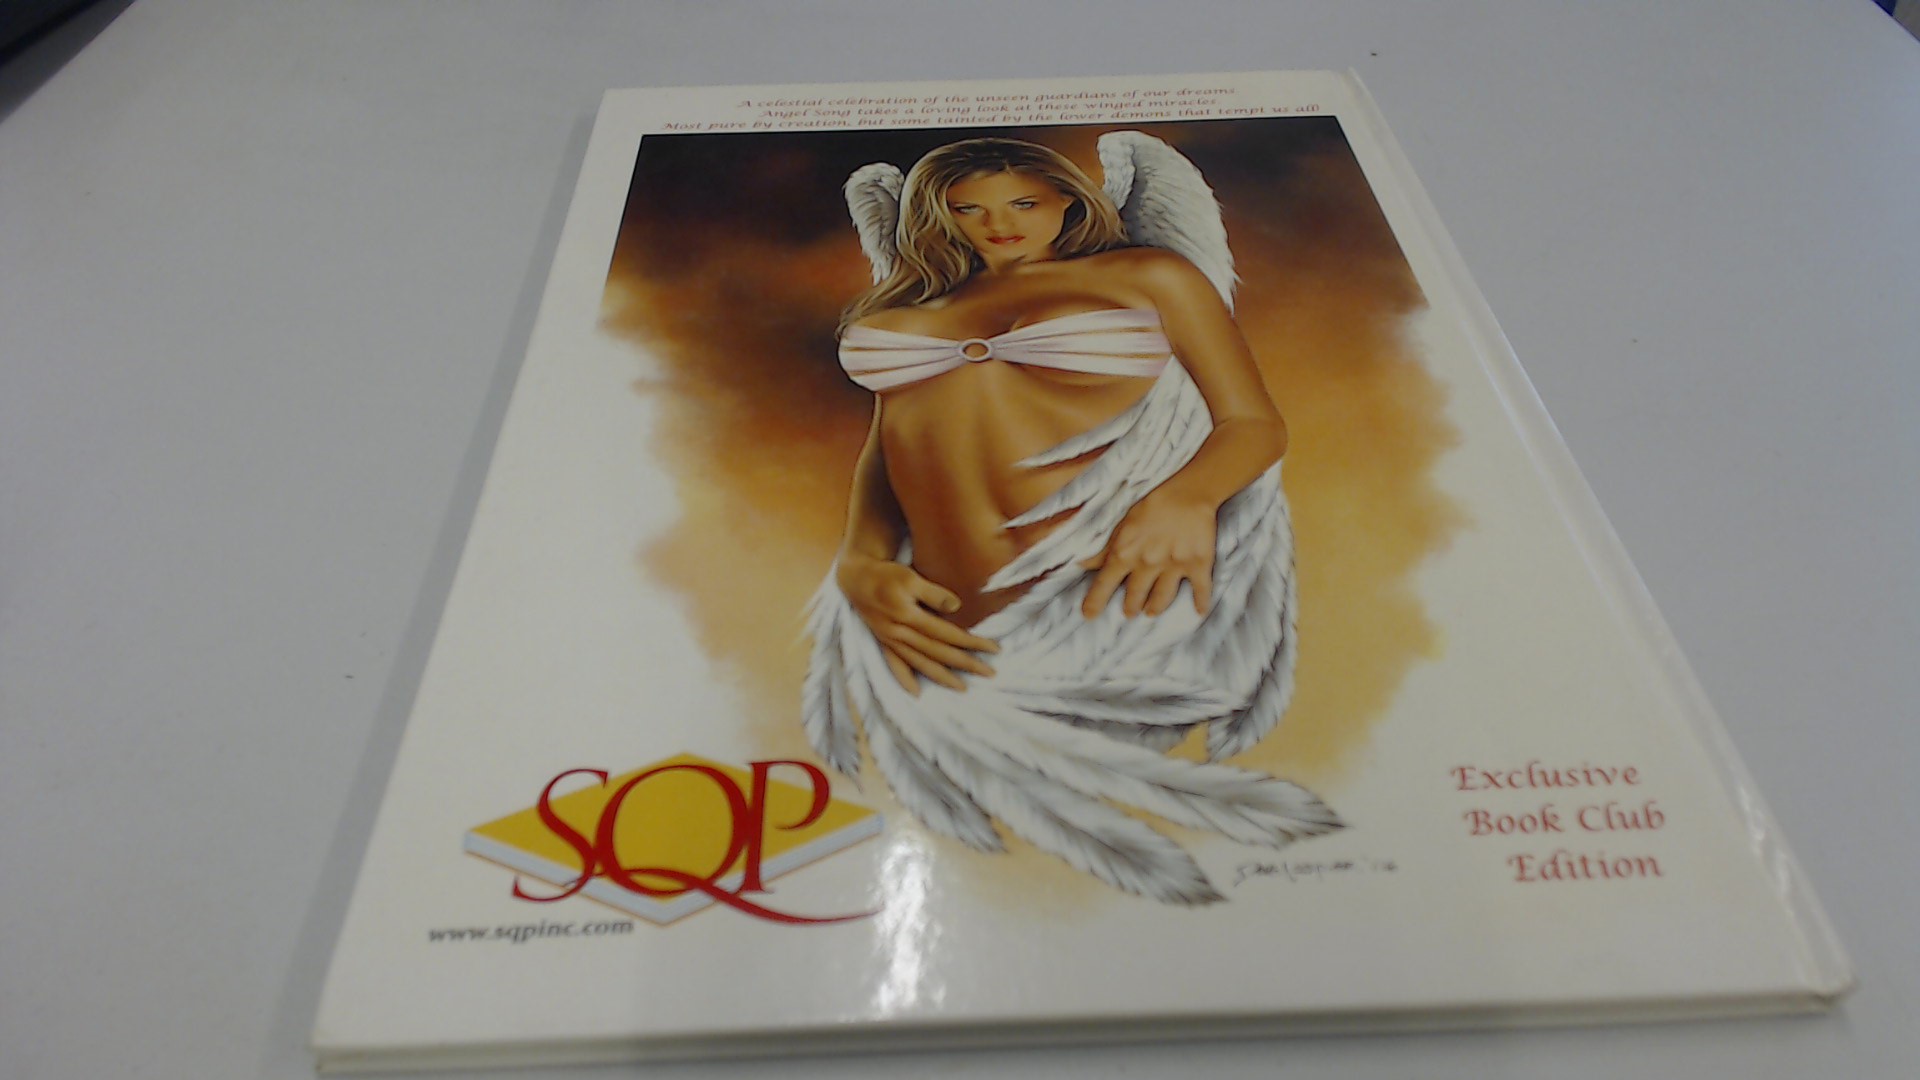 A celestial celebration of the unseen guardians of our dreams.
Angel Song takes a loving look at these winged miracles.
Most pure by creation, but some tainted by the lower demons that tempt us all
SQP
www.sqpinc.com
Exclusive
Book Club
Edition